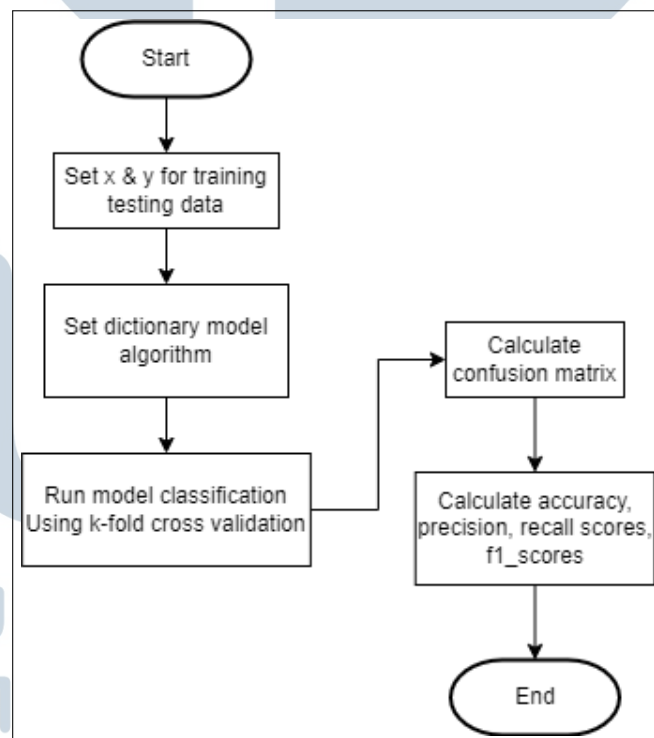 Start
Set x & y for training
testing data
Set dictionary model
algorithm
Run model classification
Using k-fold cross validation
Calculate
confusion matrix
Calculate accuracy,
precision, recall scores,
f1_scores
End